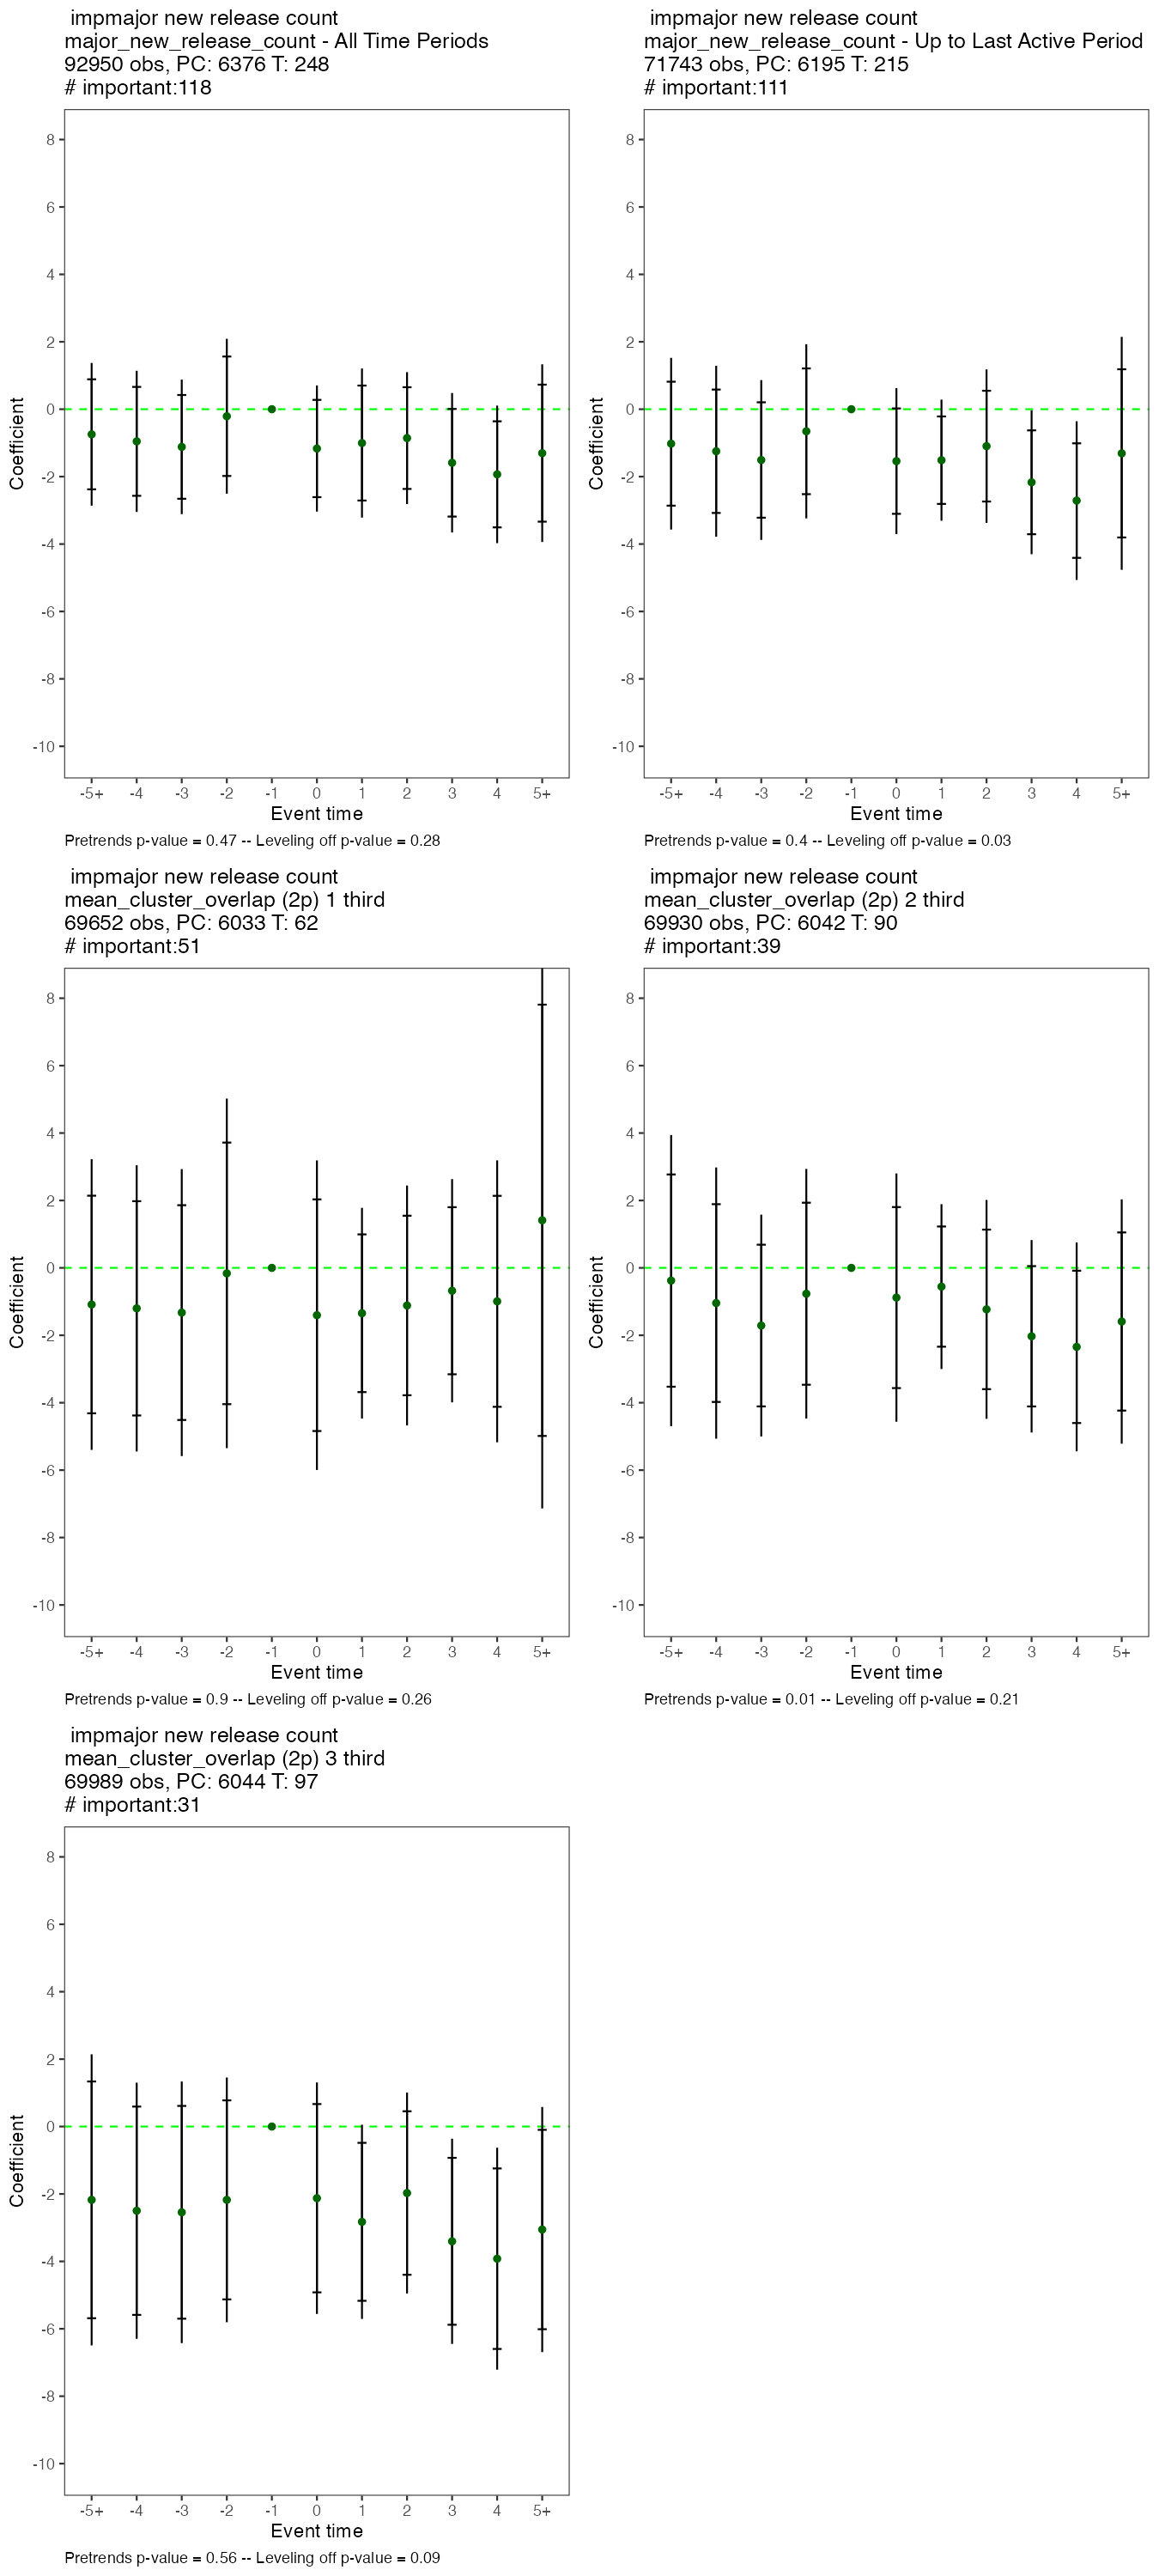 impmajor new release count
major_new_release_count - All Time Periods
92950 obs, PC: 6376 T: 248
# important:118
8
6
4
2
0
-2
-4
-6
-8
-10
Coefficient
-5+ -4 -3 -2 -1 0 1 2 3 4 5+
Event time
Pretrends p-value = 0.47 -- Leveling off p-value = 0.28
impmajor new release count
major_new_release_count - Up to Last Active Period
71743 obs, PC: 6195 T: 215
# important:111
8
6
4
2
0
-2
-4
-6
-8
-10
Coefficient
-5+ -4 -3 -2 -1 0 1 2 3 4 5+
Event time
Pretrends p-value = 0.4 -- Leveling off p-value = 0.03
impmajor new release count
mean_cluster_overlap (2p) 1 third
69652 obs, PC: 6033 T: 62
# important:51
8
6
4
2
0
-2
-4
-6
-8
-10
Coefficient
-5+ -4 -3 -2 -1 0 1 2 3 4 5+
Event time
Pretrends p-value = 0.9 -- Leveling off p-value = 0.26
impmajor new release count
mean_cluster_overlap (2p) 2 third
69930 obs, PC: 6042 T: 90
# important:39
8
6
4
2
0
-2
-4
-6
-8
-10
Coefficient
-5+ -4 -3 -2 -1 0 1 2 3 4 5+
Event time
Pretrends p-value = 0.01 -- Leveling off p-value = 0.21
impmajor new release count
mean_cluster_overlap (2p) 3 third
69989 obs, PC: 6044 T: 97
# important:31
8
6
4
2
0
-2
-4
-6
-8
-10
Coefficient
-5+ -4 -3 -2 -1 0 1 2 3 4 5+
Event time
Pretrends p-value = 0.56 -- Leveling off p-value = 0.09